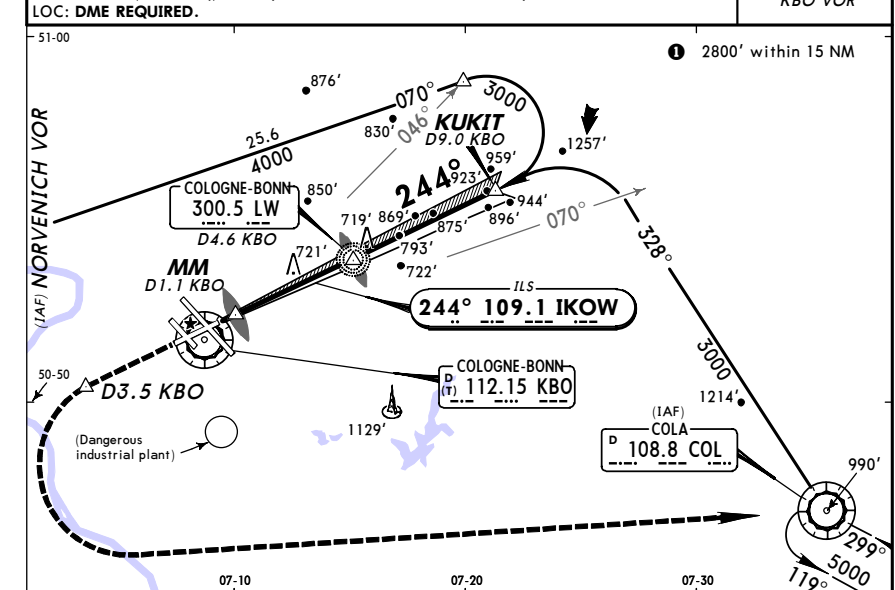 LOC: DME REQUIRED.
KBO VOR
51-00
❶ 2800' within 15 NM
876'
070°
3000
830'
046°
KUKIT
D9.0 KBO
1257'
25.6
4000
959'
923'
244°
COLOGNE-BONN
300.5 LW
D4.6 KBO
850'
944'
896'
719'
869'
875'
070°
793'
722'
721'
328°
(IAF) NORVENICH VOR
MM
D1.1 KBO
ILS
244° 109.1 IKOW
3000
COLOGNE-BONN
D
(T) 112.15 KBO
50-50
D3.5 KBO
1214'
1129'
(IAF)
COLA
D 108.8 COL
(Dangerous
industrial plant)
990'
299°
5000
119°
07-10
07-20
07-30